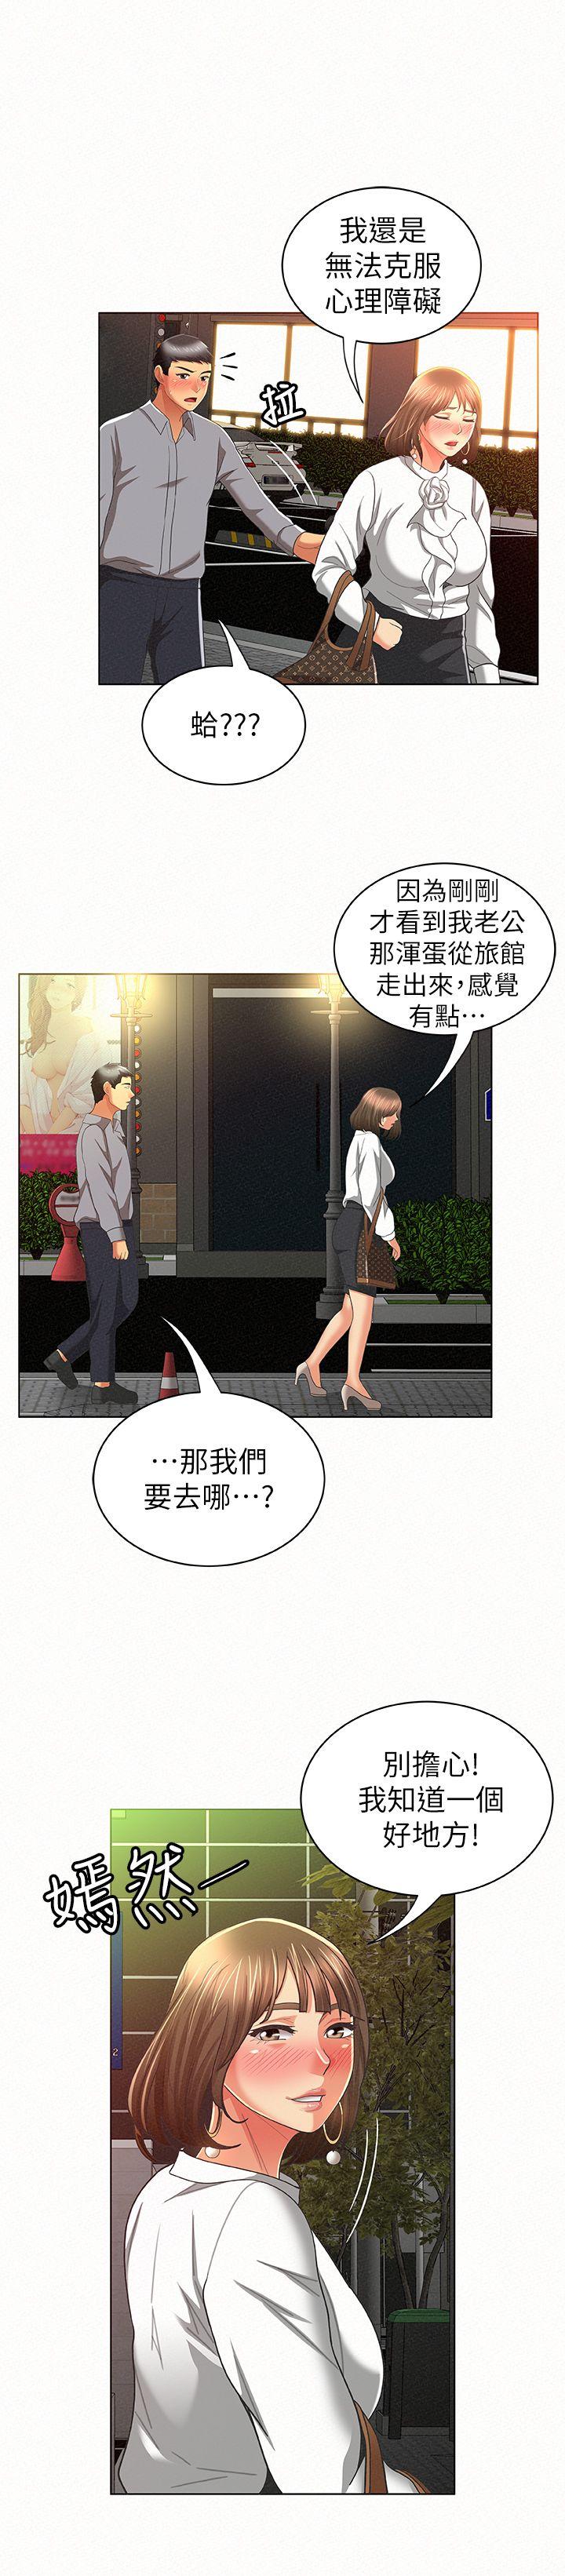 我還是
無法克服
心理障礙
拉
蛤???
因為剛剛
才看到我老公
那渾蛋從旅館
走出來，感覺
有點⋯
⋯那我們
要去哪⋯?
別擔心!
我知道一個
好地方!
嫣然
2